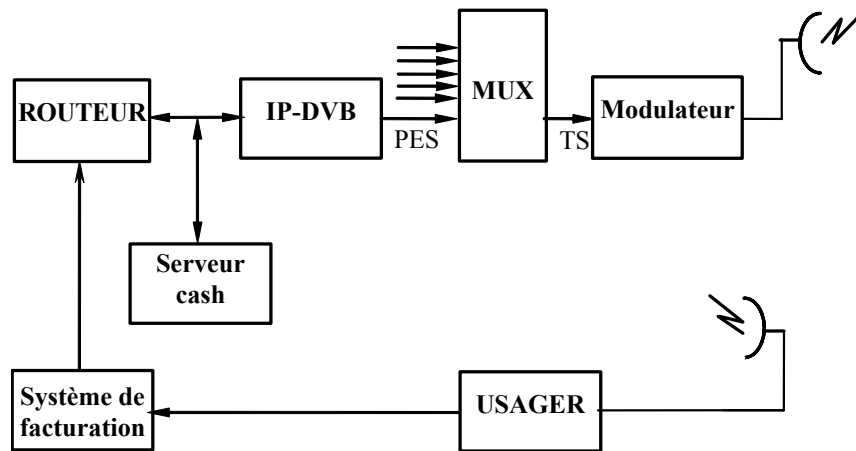 ROUTEUR
IP-DVB
PES
MUX
TS
Modulateur
Serveur
cash
Système de
facturation
USAGER